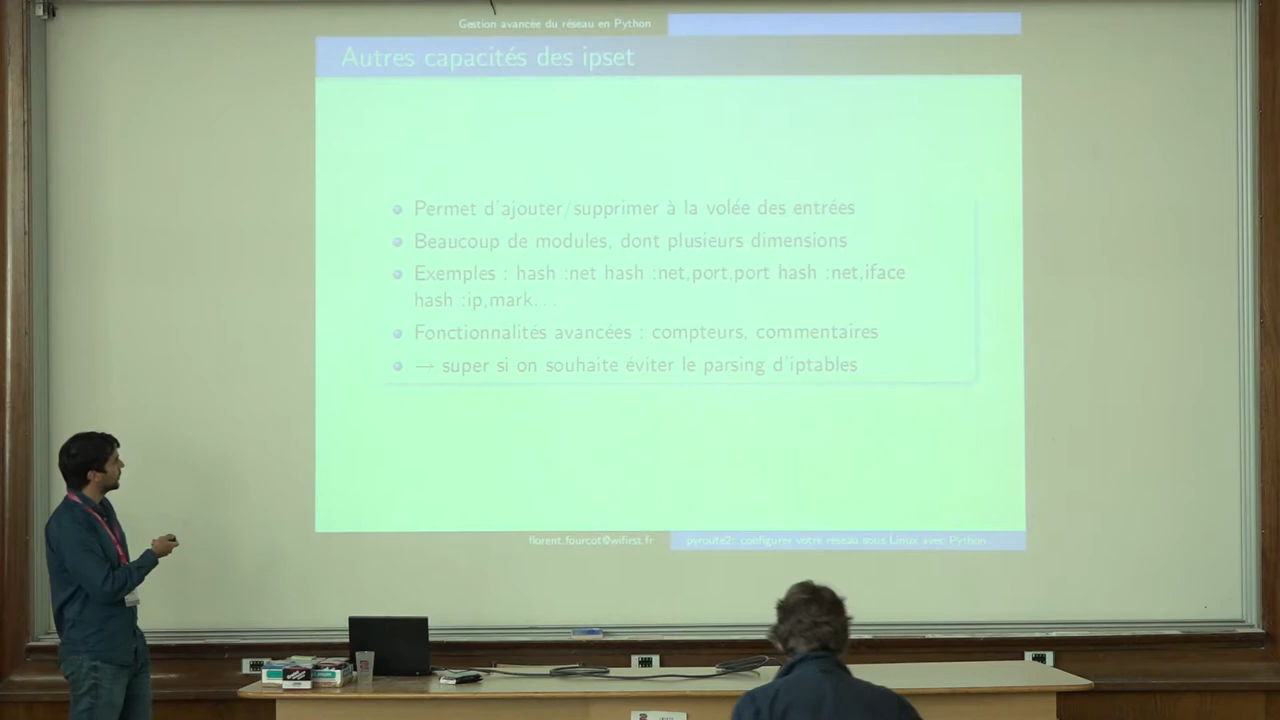 Gestion avancée du réseau en Python
Autres capacités des ipset
Permet d'ajouter/supprimer à la volée des entrées
Beaucoup de modules, dont plusieurs dimensions
Exemples : hash :net hash :net,port,port hash :net,iface
hash :ip,mark...
Fonctionnalités avancées : compteurs, commentaires
→ super si on souhaite éviter le parsing d'iptables
florent.fourcot@wifirst.fr
pyroute2: configurer votre réseau sous Linux avec Python